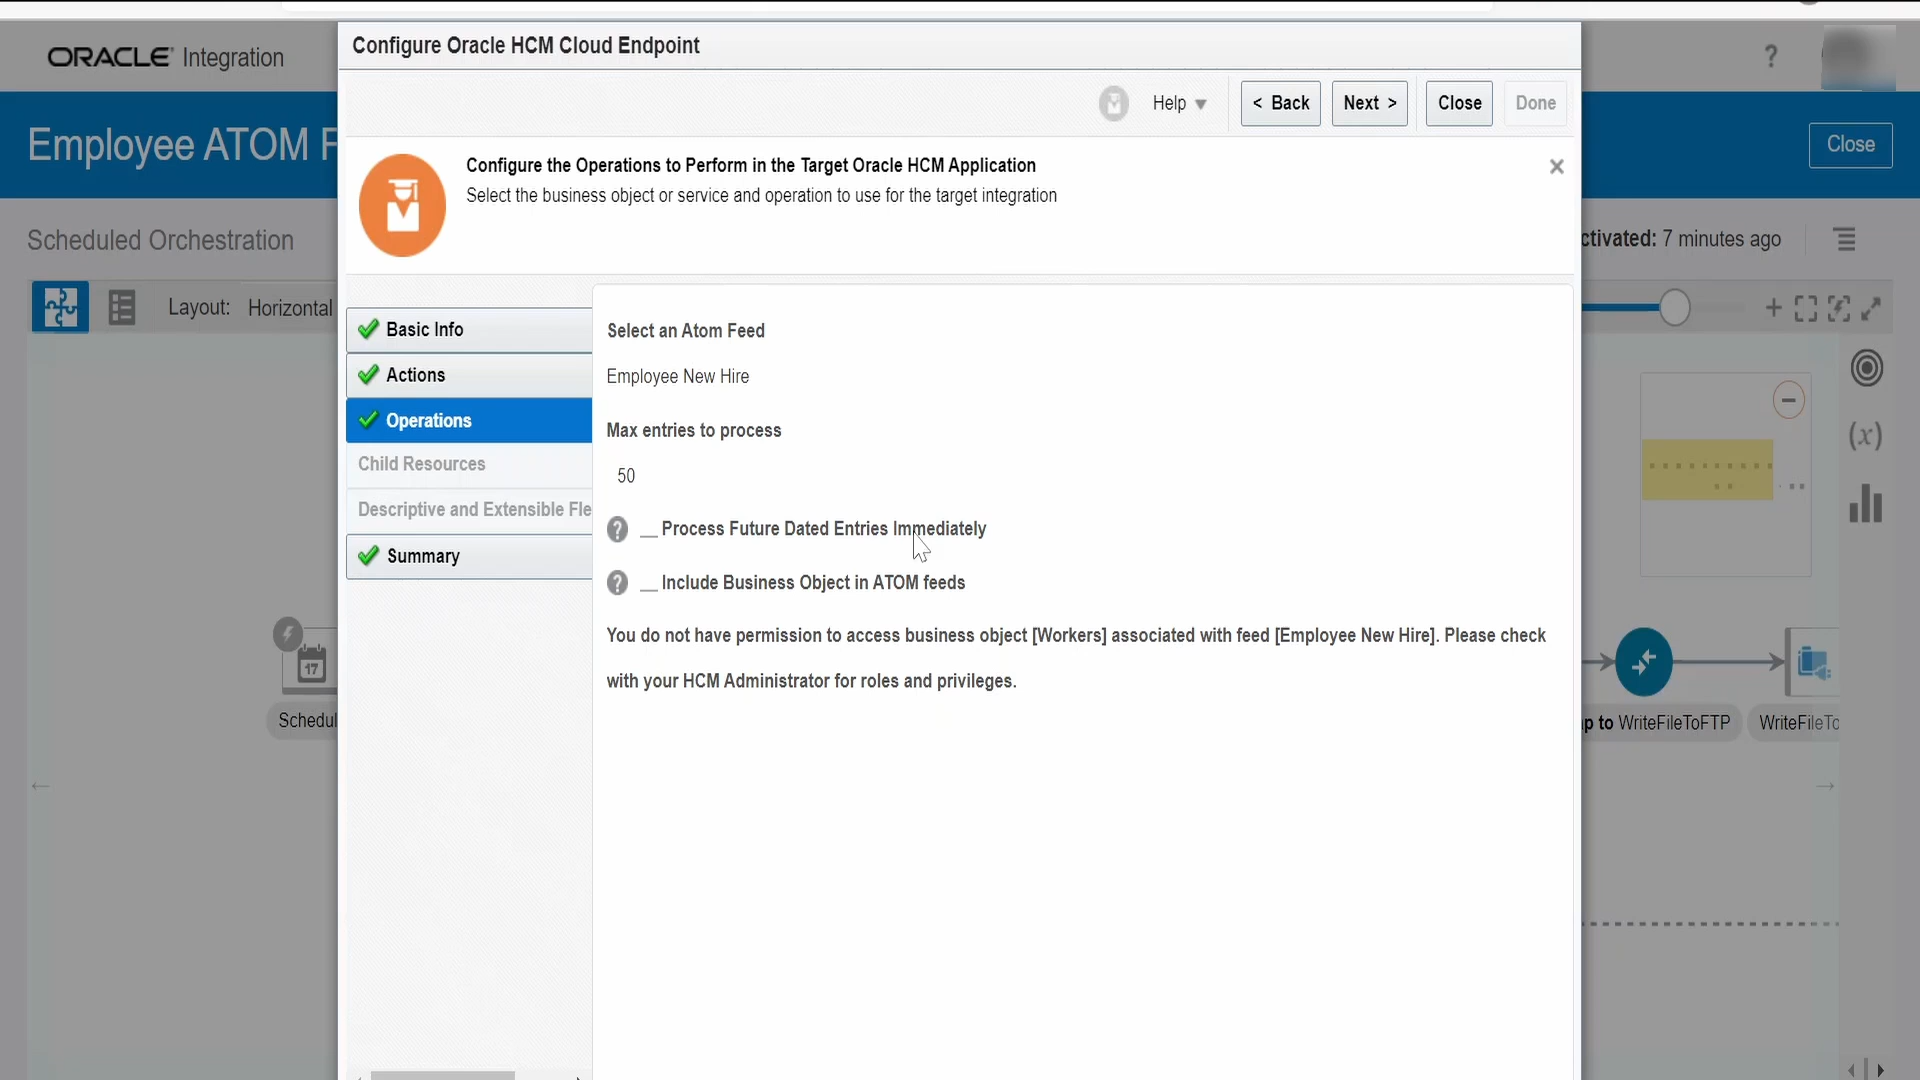 Configure Oracle HCM Cloud Endpoint
ORACLE Integration
Help
< Back
Next >
Close
Done
?
Employee ATOM F
Close
Configure the Operations to Perform in the Target Oracle HCM Application
Select the business object or service and operation to use for the target integration
Scheduled Orchestration
ctivated: 7 minutes ago
Layout: Horizontal
Basic Info
Actions
Operations
Child Resources
Descriptive and Extensible Fle
Summary
Select an Atom Feed
Employee New Hire
Max entries to process
50
? Process Future Dated Entries Immediately
? Include Business Object in ATOM feeds
You do not have permission to access business object [Workers] associated with feed [Employee New Hire]. Please check
with your HCM Administrator for roles and privileges.
(x)
17
Schedul
p to WriteFileToFTP
WriteFileTo